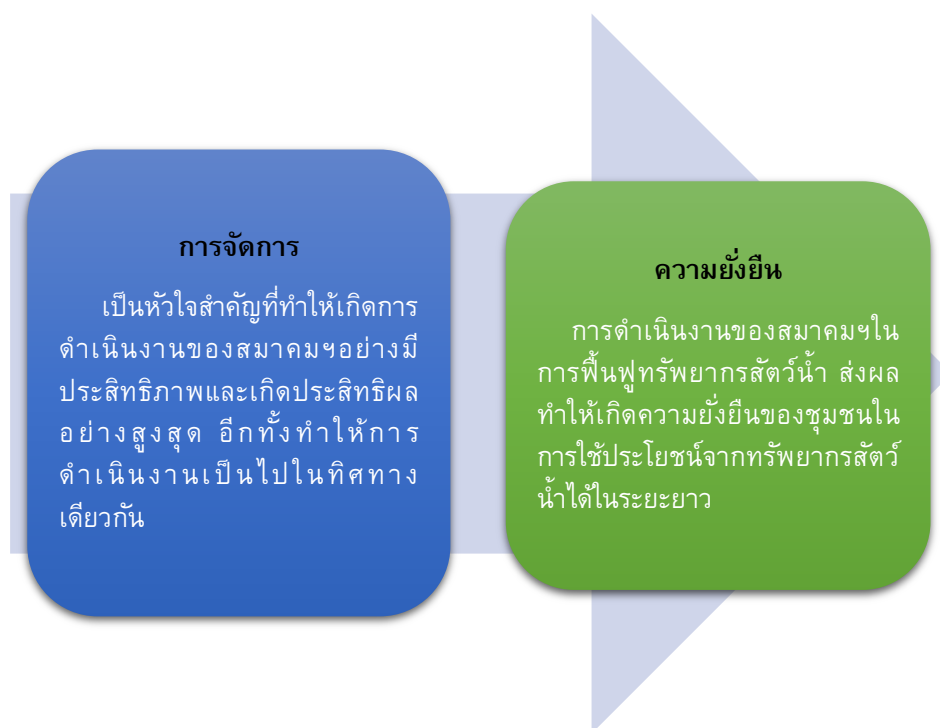 การจัดการ
เป็นหัวใจสำคัญที่ทำให้เกิดการ
ดำเนินงานของสมาคมฯอย่างมี
ประสิทธิภาพและเกิดประสิทธิผล
อย่างสูงสุด อีกทั้งทำให้การ
ดำเนินงานเป็นไปในทิศทาง
เดียวกัน
ความยั่งยืน
การดำเนินงานของสมาคมฯใน
การฟื้นฟูทรัพยากรสัตว์น้ำ ส่งผล
ทำให้เกิดความยั่งยืนของชุมชนใน
การใช้ประโยชน์จากทรัพยากรสัตว์
น้ำได้ในระยะยาว